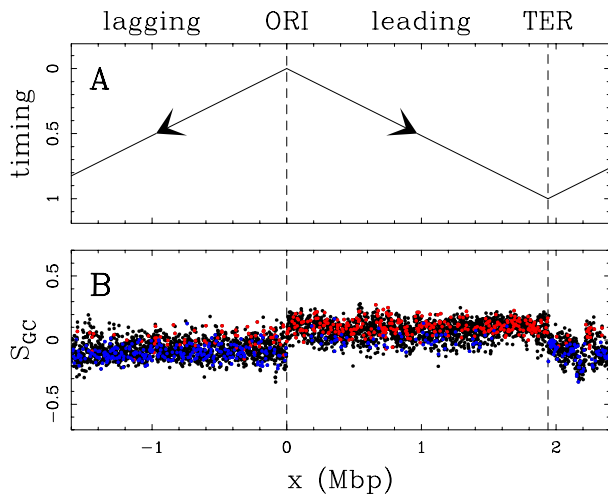 lagging ORI leading TER
A
0
0.5
1
timing
B
0.5
0
−0.5
S_GC
−1 0 1 2
x (Mbp)